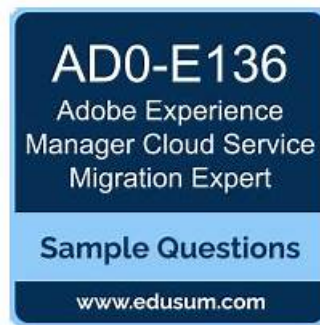 AD0-E136
Adobe Experience
Manager Cloud Service
Migration Expert
Sample Questions
www.edusum.com